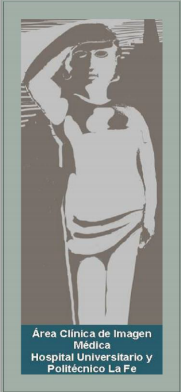 Área Clínica de Imagen
Médica
Hospital Universitario y
Politécnico La Fe